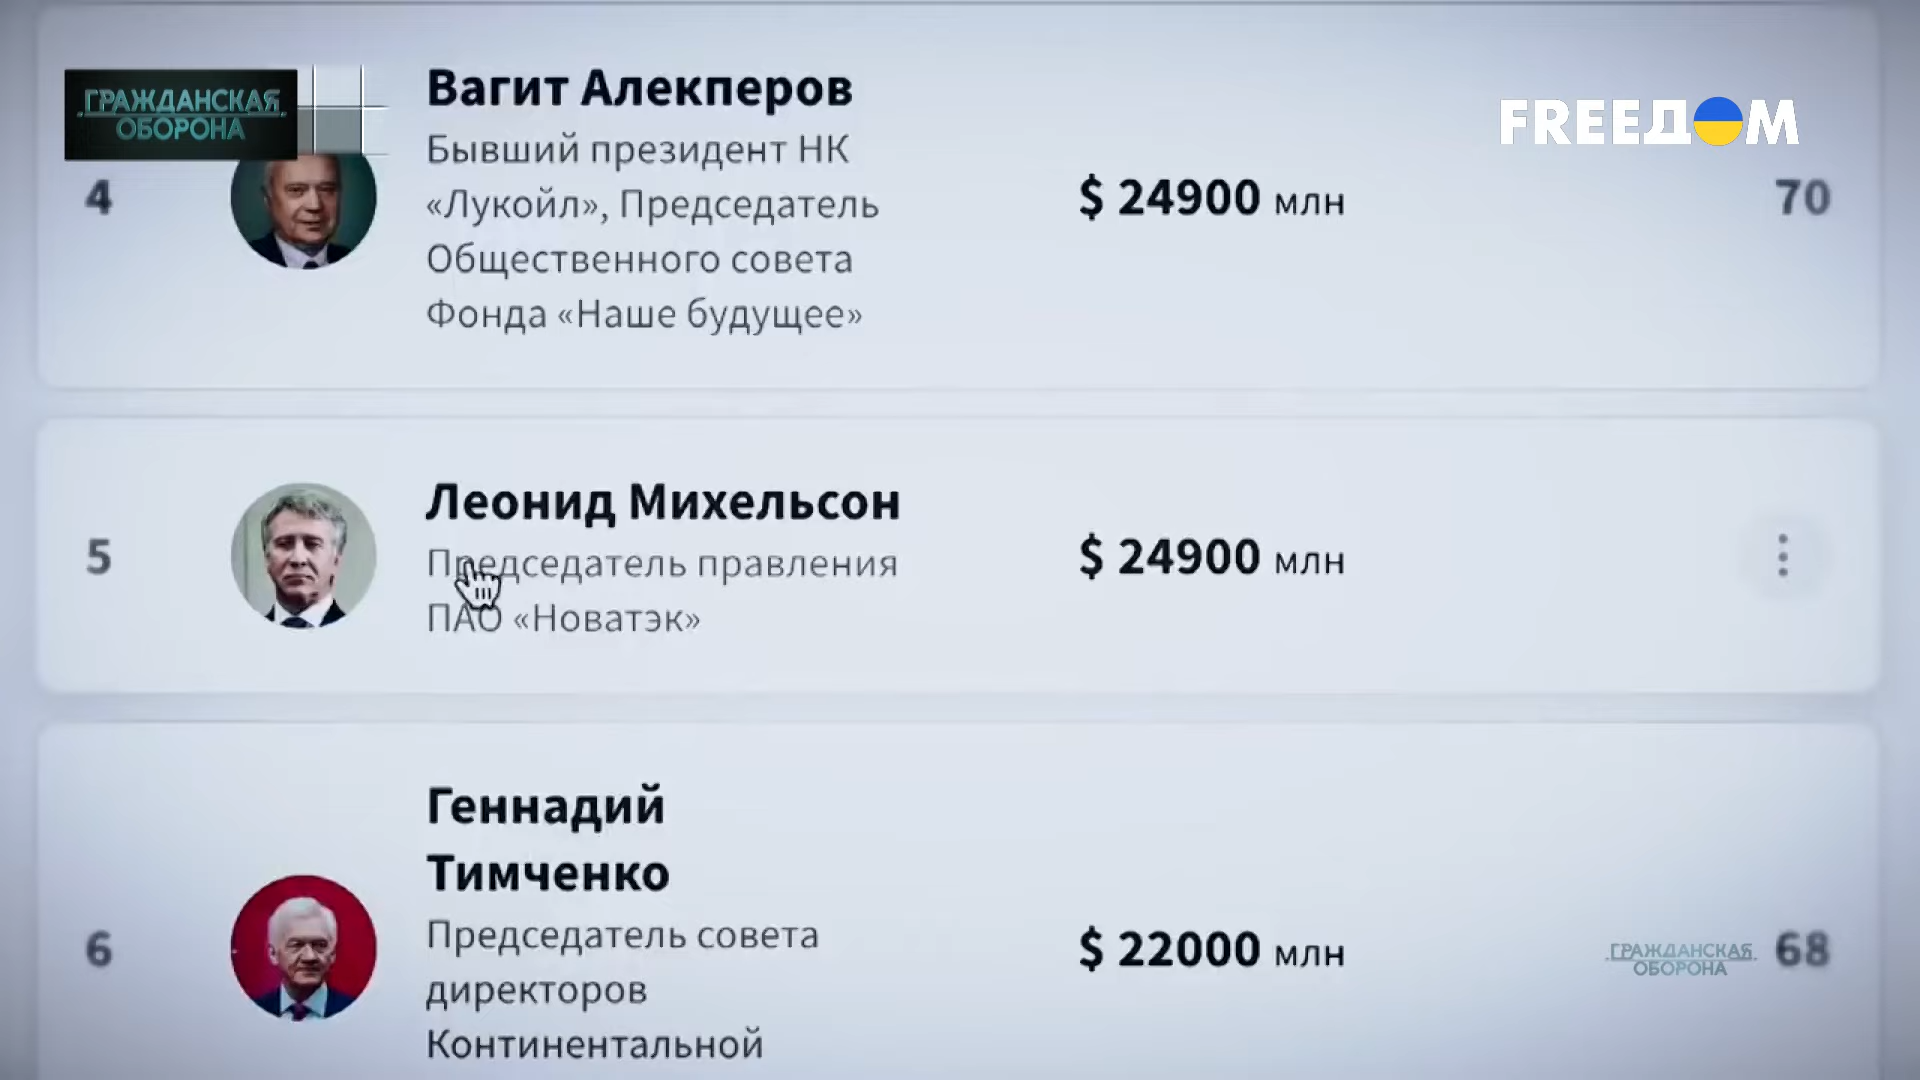 ГРАЖДАНСКАЯ
ОБОРОНА
FREEДOM
4
Вагит Алекперов
Бывший президент НК
«Лукойл», Председатель
Общественного совета
Фонда «Наше будущее»
$ 24900 млн
70
5
Леонид Михельсон
Председатель правления
ПАО «Новатэк»
$ 24900 млн
6
Геннадий
Тимченко
Председатель совета
директоров
Континентальной
$ 22000 млн
ГРАЖДАНСКАЯ
ОБОРОНА
68